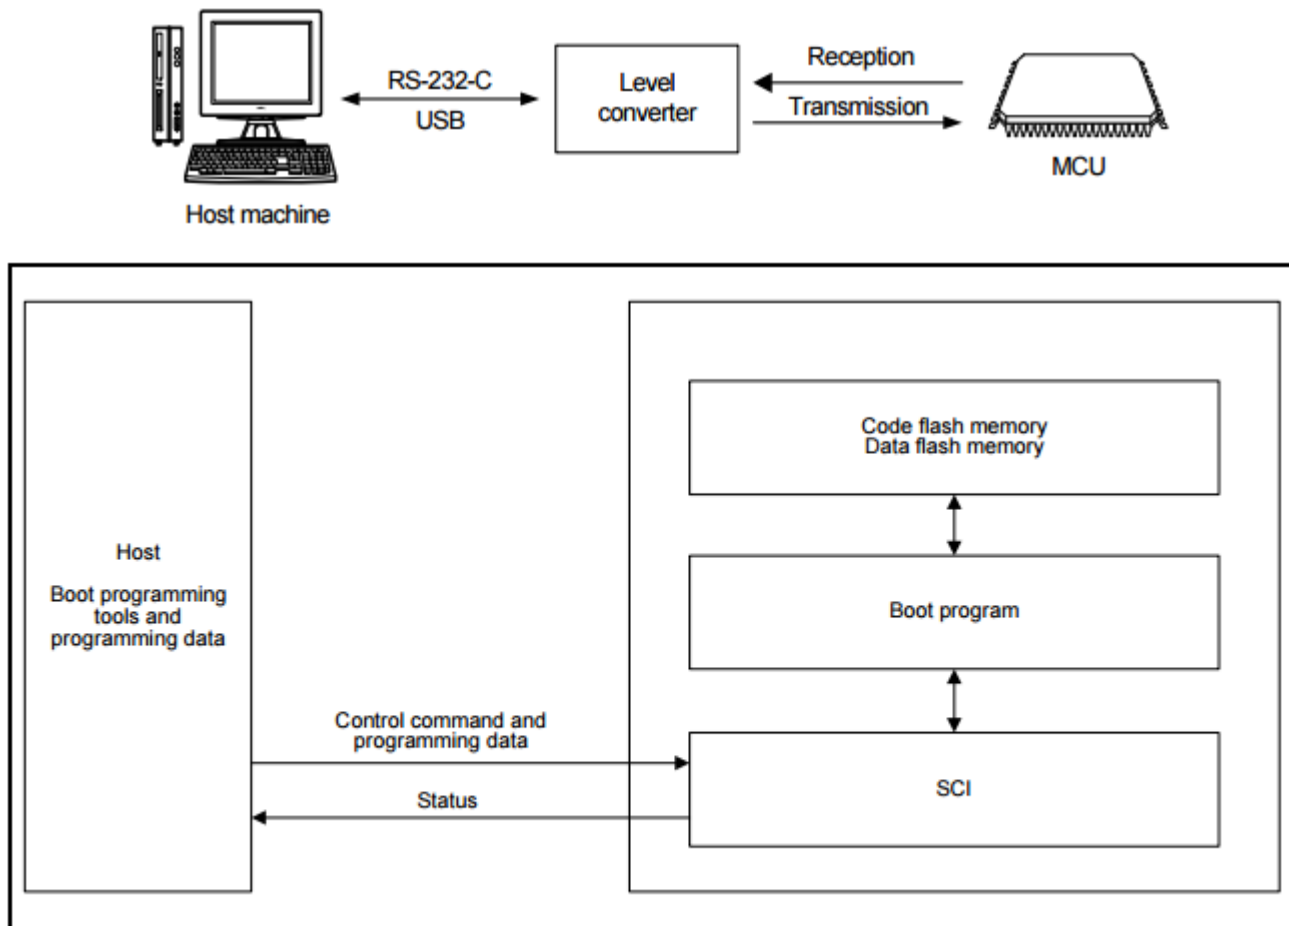 RS-232-C
USB
Level
converter
Reception
Transmission
MCU
Host machine
Code flash memory
Data flash memory
Host
Boot programming
tools and
programming data
Boot program
Control command and
programming data
SCI
Status